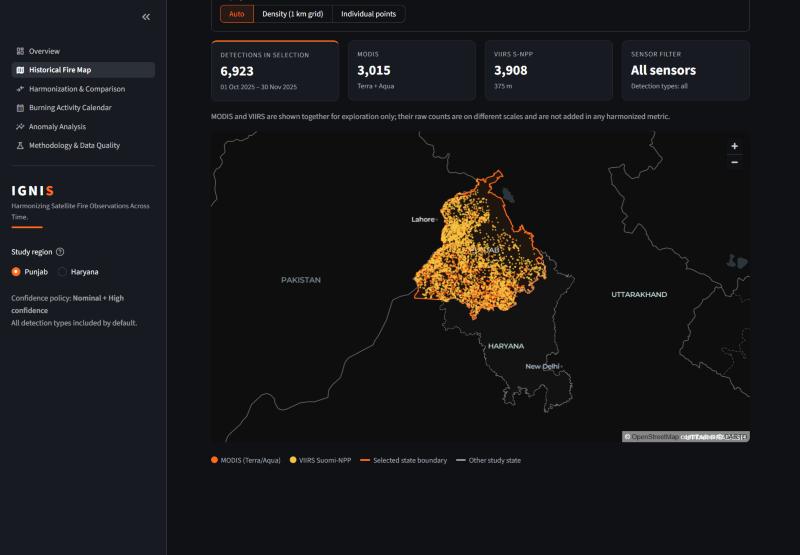 Auto
Density (1 km grid)
Individual points
DETECTIONS IN SELECTION
6,923
01 Oct 2025 – 30 Nov 2025
MODIS
3,015
Terra + Aqua
VIIRS S-NPP
3,908
375 m
SENSOR FILTER
All sensors
Detection types: all
MODIS and VIIRS are shown together for exploration only; their raw counts are on different scales and are not added in any harmonized metric.
Overview
Historical Fire Map
Harmonization & Comparison
Burning Activity Calendar
Anomaly Analysis
Methodology & Data Quality
IGNIS
Harmonizing Satellite Fire Observations Across
Time.
Study region
Punjab
Haryana
Confidence policy: Nominal + High
confidence
All detection types included by default.
+
−
Lahore
PAKISTAN
UTTARAKHAND
HARYANA
New Delhi
© OpenStreetMap
MODIS (Terra/Aqua)
VIIRS Suomi-NPP
Selected state boundary
Other study state